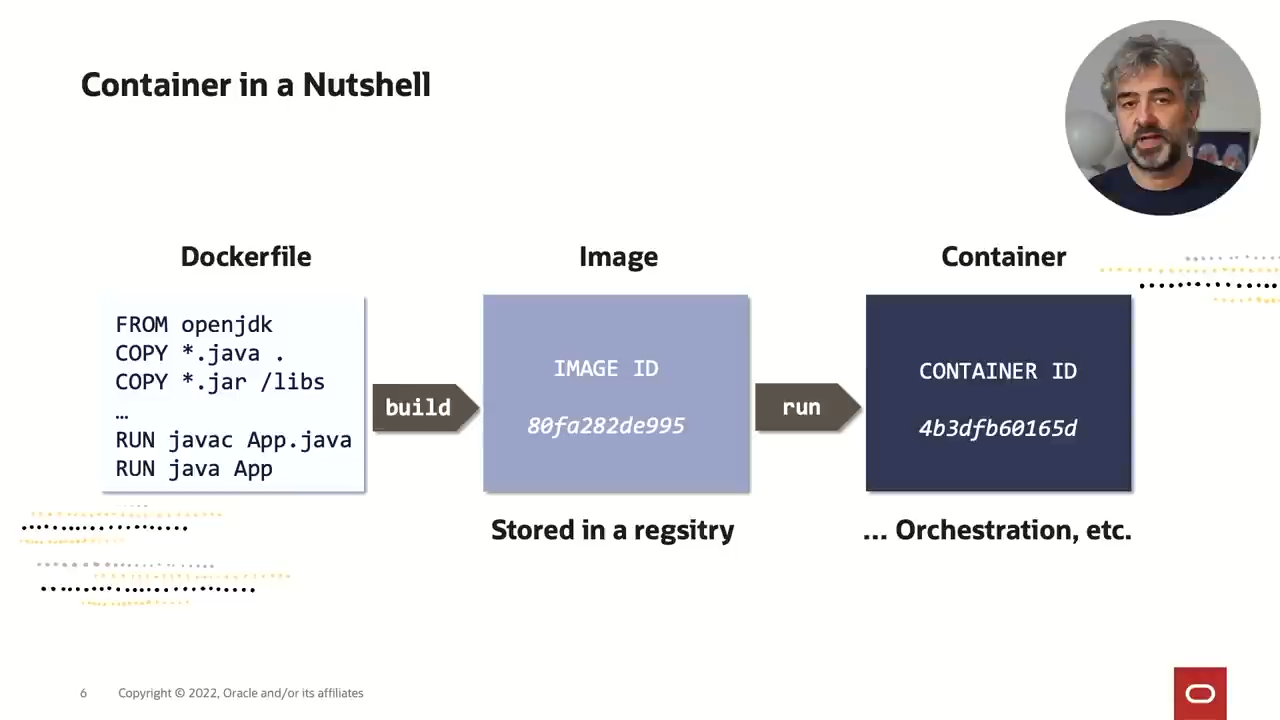 Container in a Nutshell
Dockerfile
Image
Container
FROM openjdk
COPY *.java .
COPY *.jar /libs
…
RUN javac App.java
RUN java App
build
IMAGE ID
80fa282de995
run
CONTAINER ID
4b3dfb60165d
Stored in a regsitry
... Orchestration, etc.
6
Copyright © 2022, Oracle and/or its affiliates